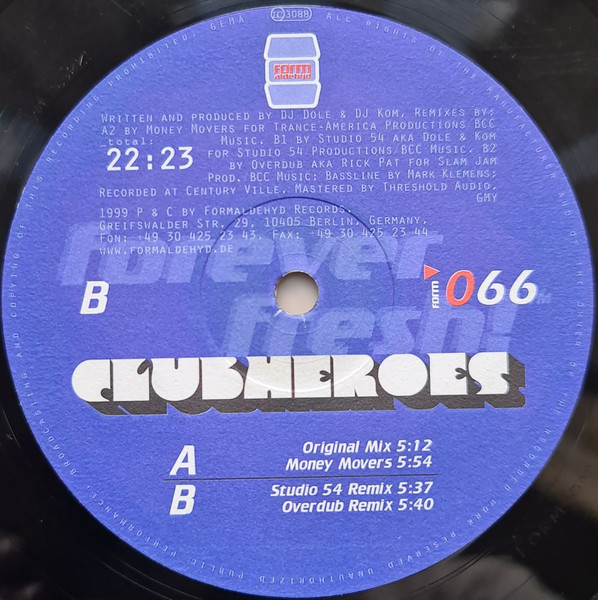 LC 3088
form
aldehyd
Written and produced by DJ Dole & DJ Kom, Remixes by:
A2 by Money Movers for Trance-America Productions BCC
total:
Music. B1 by Studio 54 aka Dole & Kom
22:23
for Studio 54 Productions BCC Music. B2
by Overdub aka Rick Pat for Slam Jam
Prod. BCC Music: Bassline by Mark Klemens;
Recorded at Century Ville. Mastered by Threshold Audio.
GMY
1999 P & C by Formaldehyd Records.
Greifswalder Str. 29, 10405 Berlin, Germany,
Fon: +49 30 425 23 43, Fax: +49 30 425 23 44
www.formaldehyd.de
forever
fresh!
B
form
066
CLUBHEROES
A
Original Mix 5:12
Money Movers 5:54
B
Studio 54 Remix 5:37
Overdub Remix 5:40